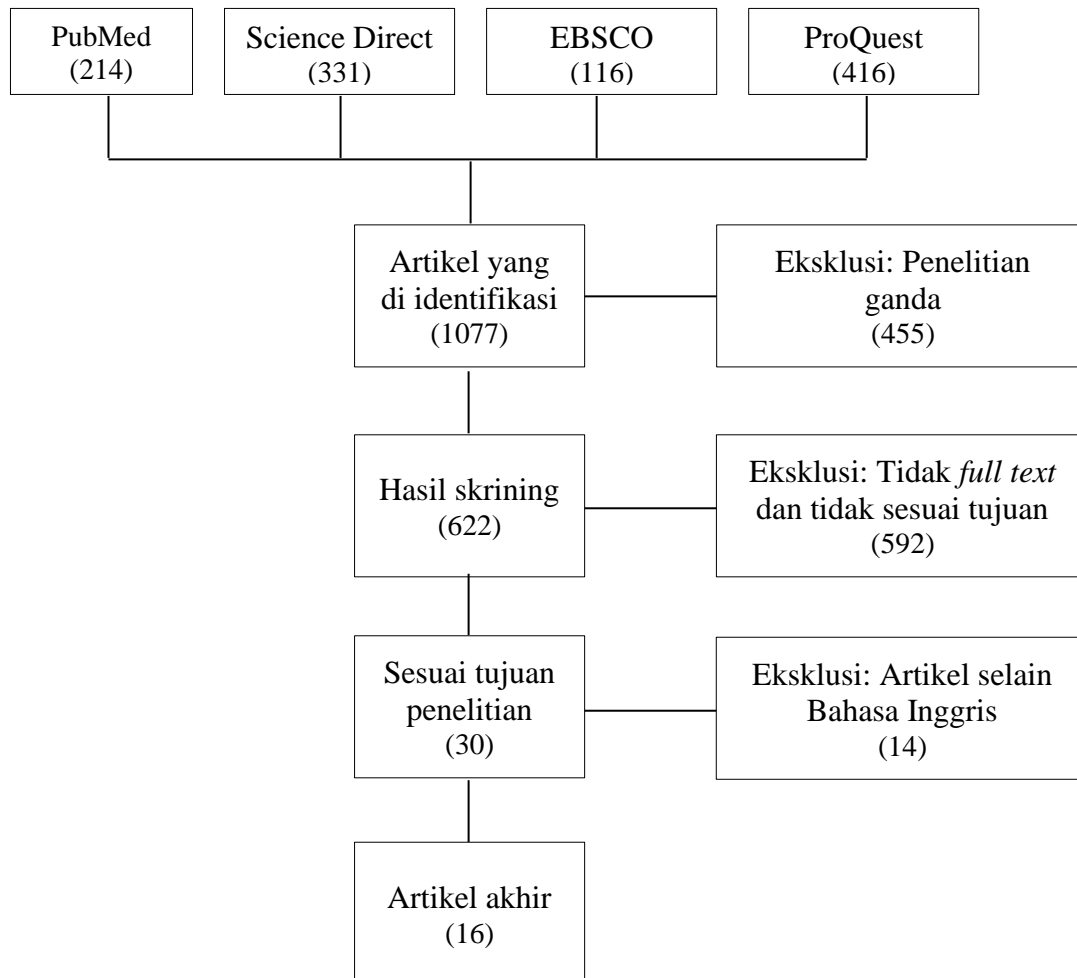 PubMed
(214)
Science Direct
(331)
EBSCO
(116)
ProQuest
(416)
Artikel yang
di identifikasi
(1077)
Eksklusi: Penelitian
ganda
(455)
Hasil skrining
(622)
Eksklusi: Tidak full text
dan tidak sesuai tujuan
(592)
Sesuai tujuan
penelitian
(30)
Eksklusi: Artikel selain
Bahasa Inggris
(14)
Artikel akhir
(16)